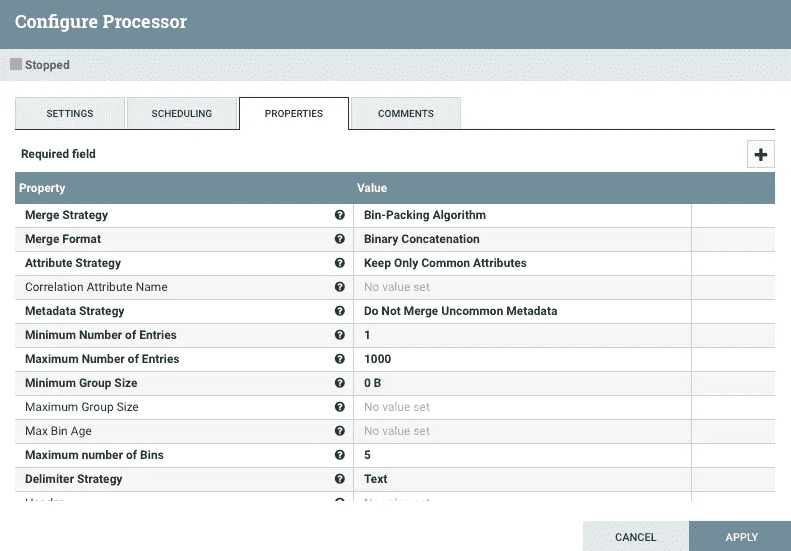 Configure Processor
Stopped
SETTINGS SCHEDULING PROPERTIES COMMENTS
Required field
Property Value
Merge Strategy Bin-Packing Algorithm
Merge Format Binary Concatenation
Attribute Strategy Keep Only Common Attributes
Correlation Attribute Name No value set
Metadata Strategy Do Not Merge Uncommon Metadata
Minimum Number of Entries 1
Maximum Number of Entries 1000
Minimum Group Size 0 B
Maximum Group Size No value set
Max Bin Age No value set
Maximum number of Bins 5
Delimiter Strategy Text
CANCEL APPLY